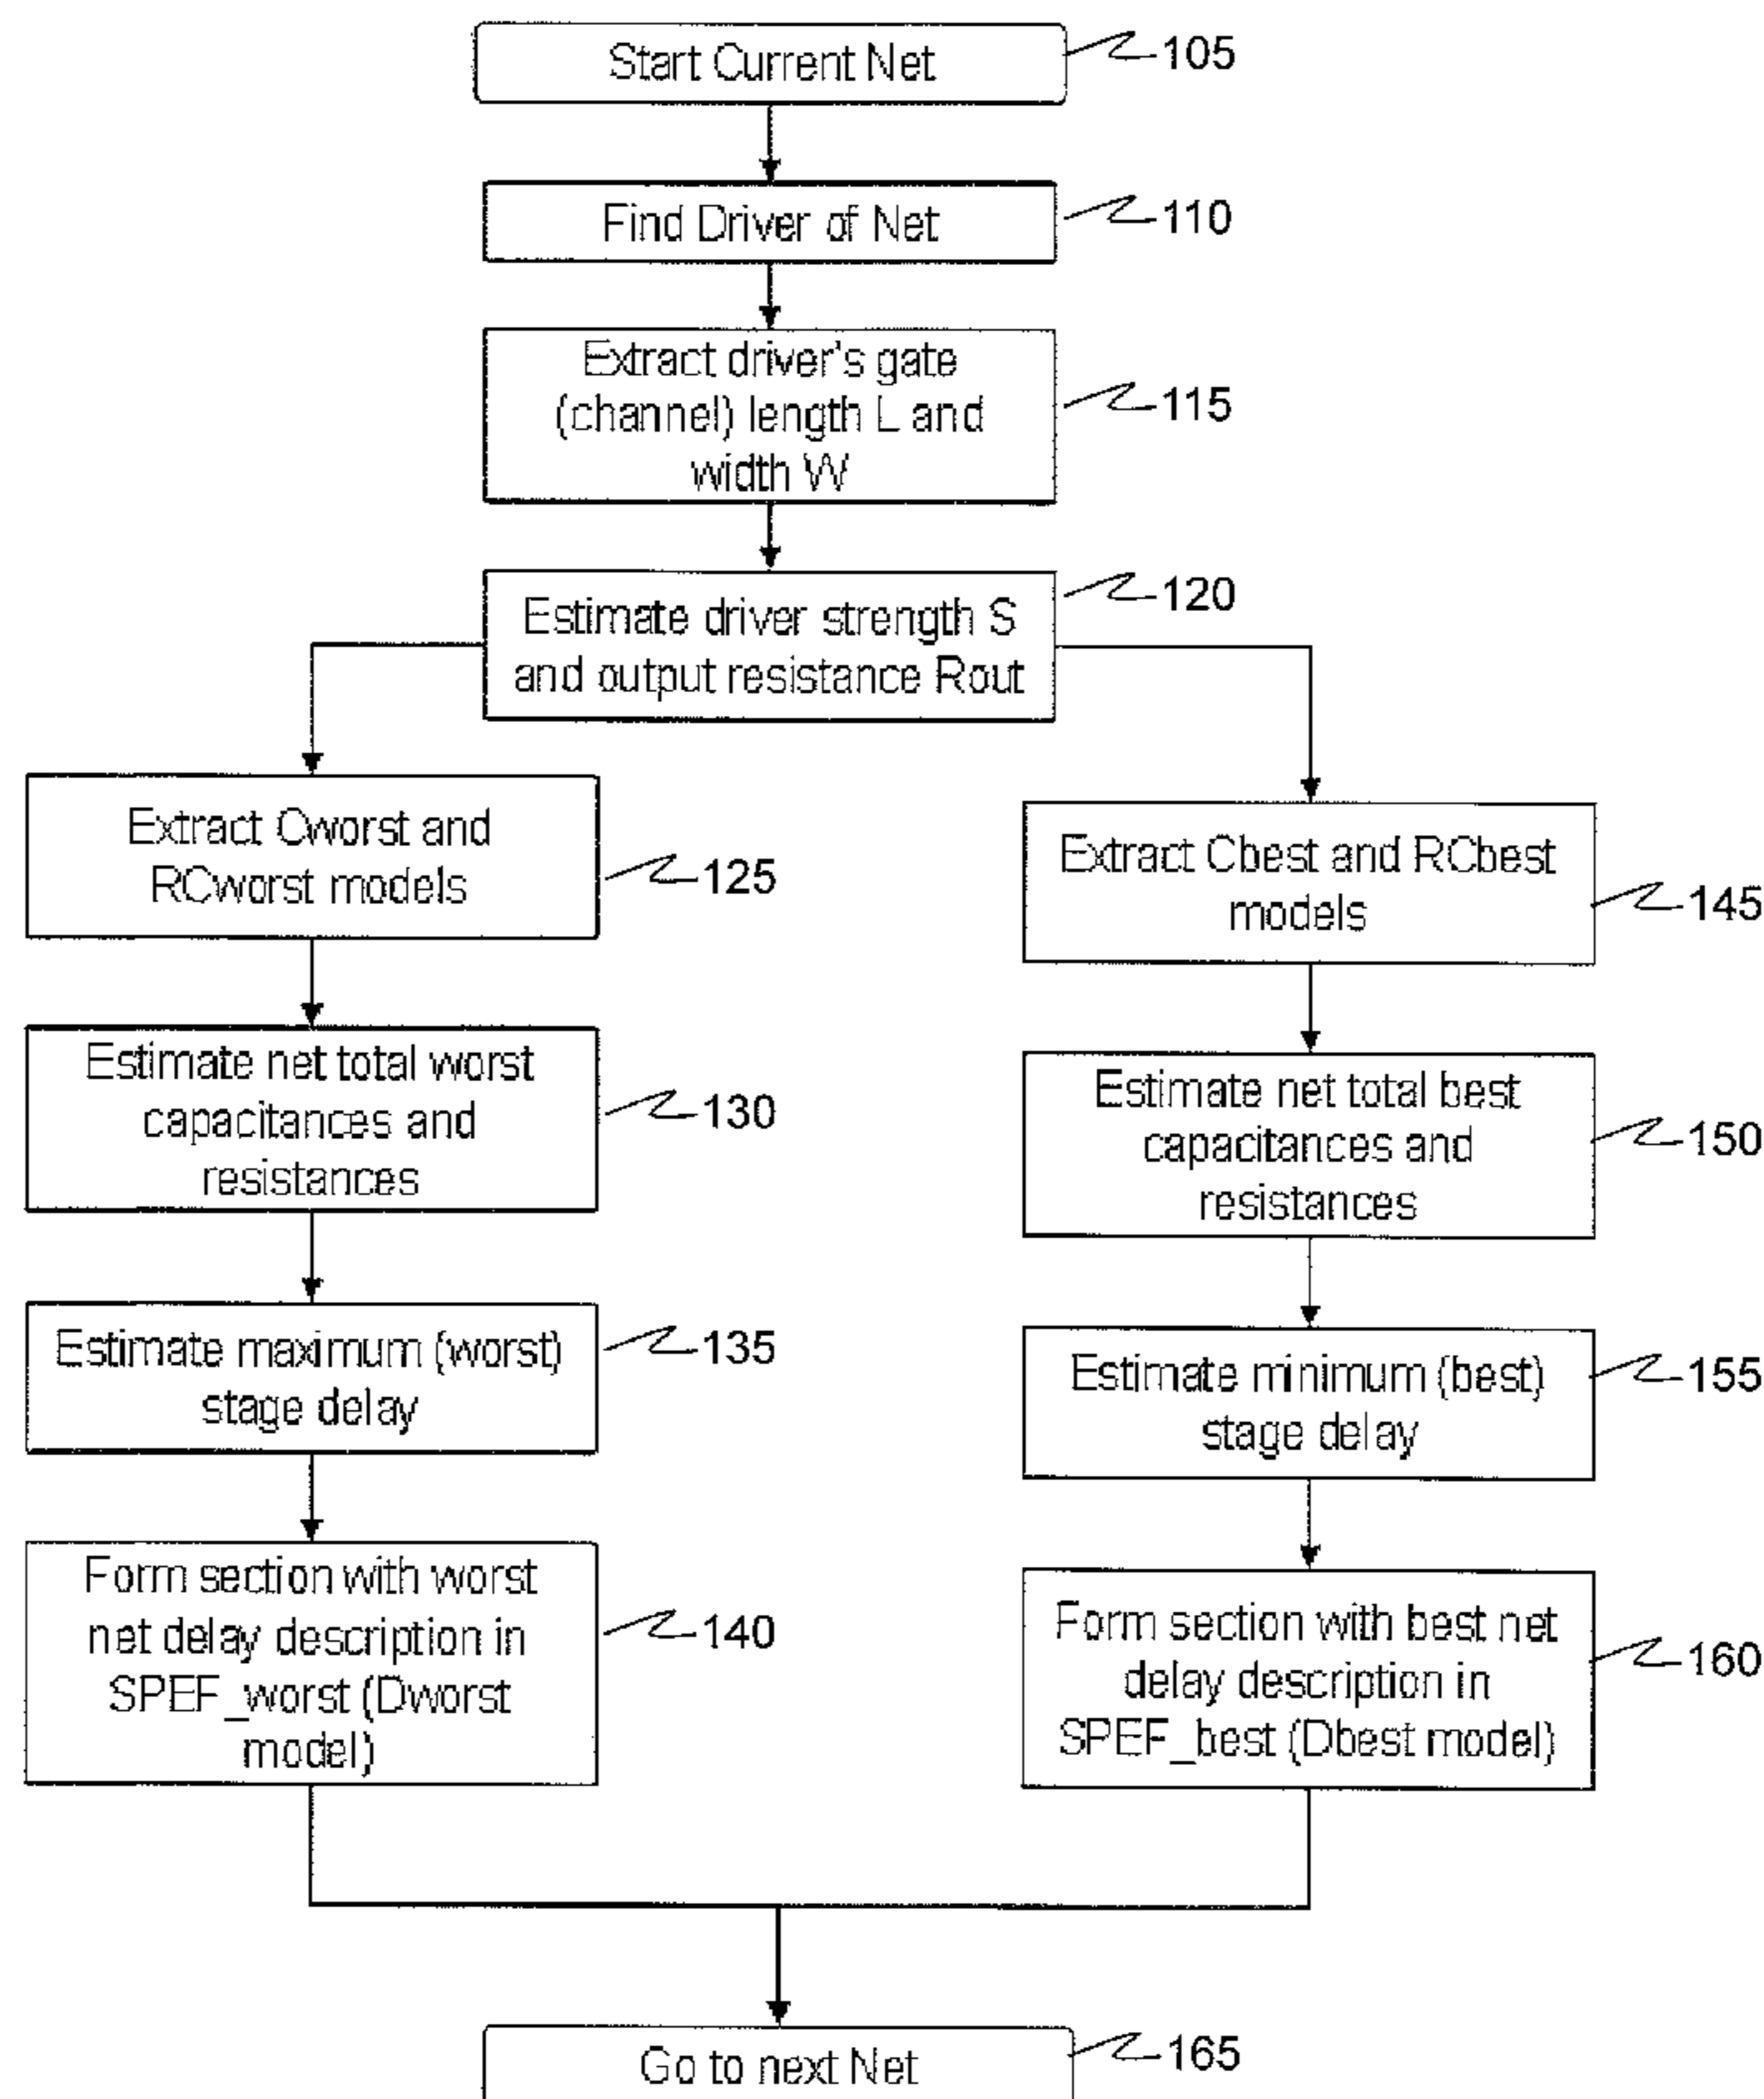 Start Current Net
105
Find Driver of Net
110
Extract driver's gate
(channel) length L and
width W
115
Estimate driver strength S
and output resistance Rout
120
Extract Cworst and
RCworst models
125
Estimate net total worst
capacitances and
resistances
130
Estimate maximum (worst)
stage delay
135
Form section with worst
net delay description in
SPEF_worst (Dworst
model)
140
Extract Cbest and RCbest
models
145
Estimate net total best
capacitances and
resistances
150
Estimate minimum (best)
stage delay
155
Form section with best net
delay description in
SPEF_best (Dbest model)
160
Go to next Net
165